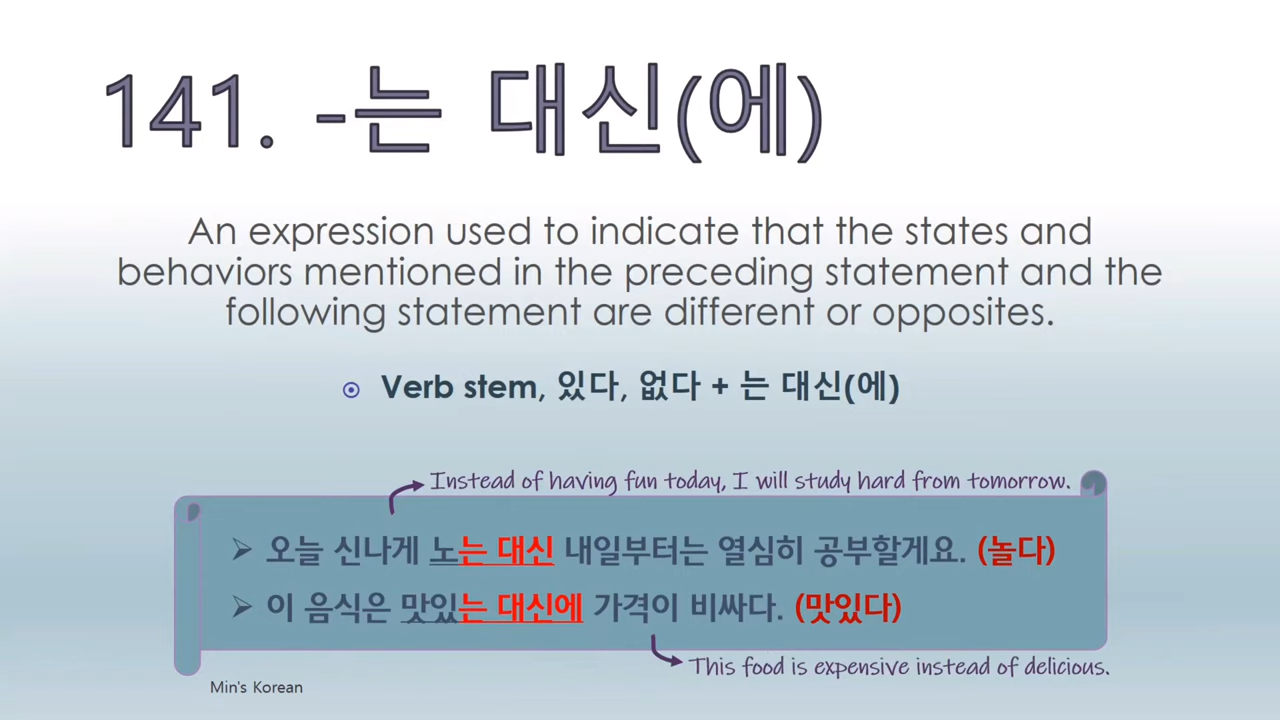 141. -는 대신(에)
An expression used to indicate that the states and
behaviors mentioned in the preceding statement and the
following statement are different or opposites.
Verb stem, 있다, 없다 + 는 대신(에)
Instead of having fun today, I will study hard from tomorrow.
오늘 신나게 노는 대신 내일부터는 열심히 공부할게요. (놀다)
이 음식은 맛있는 대신에 가격이 비싸다. (맛있다)
This food is expensive instead of delicious.
Min's Korean